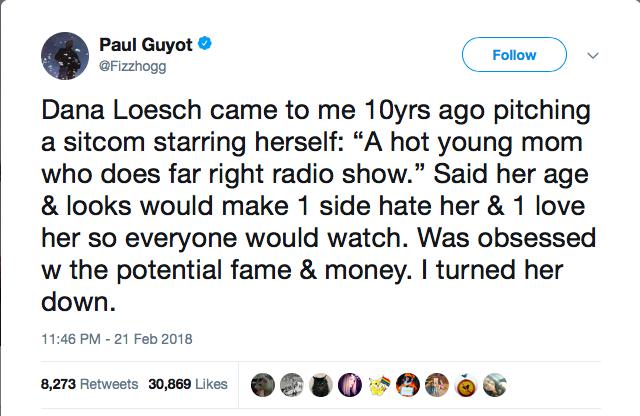 Paul Guyot
@Fizzhogg
Follow
Dana Loesch came to me 10yrs ago pitching
a sitcom starring herself: “A hot young mom
who does far right radio show.” Said her age
& looks would make 1 side hate her & 1 love
her so everyone would watch. Was obsessed
w the potential fame & money. I turned her
down.
11:46 PM - 21 Feb 2018
8,273 Retweets 30,869 Likes